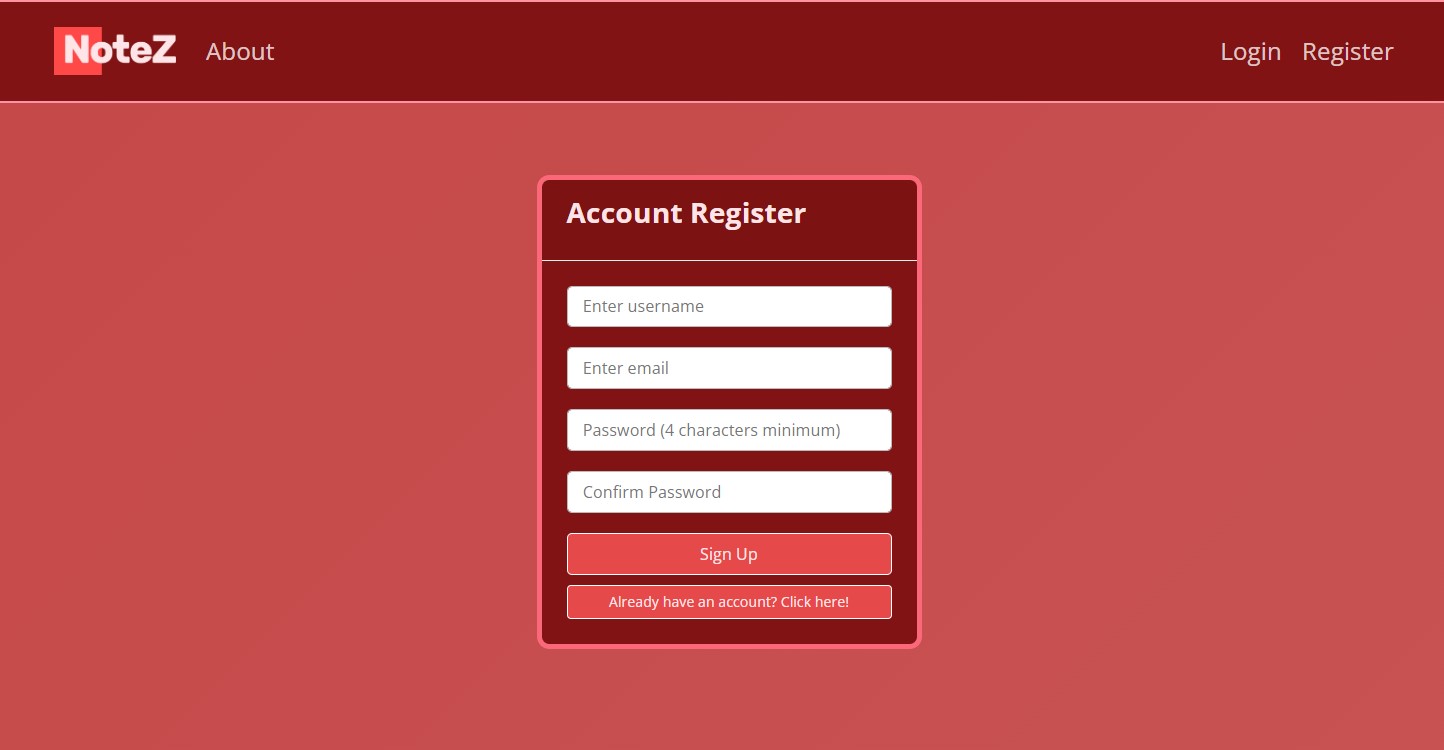 NoteZ About Login Register
Account Register
Enter username
Enter email
Password (4 characters minimum)
Confirm Password
Sign Up
Already have an account? Click here!